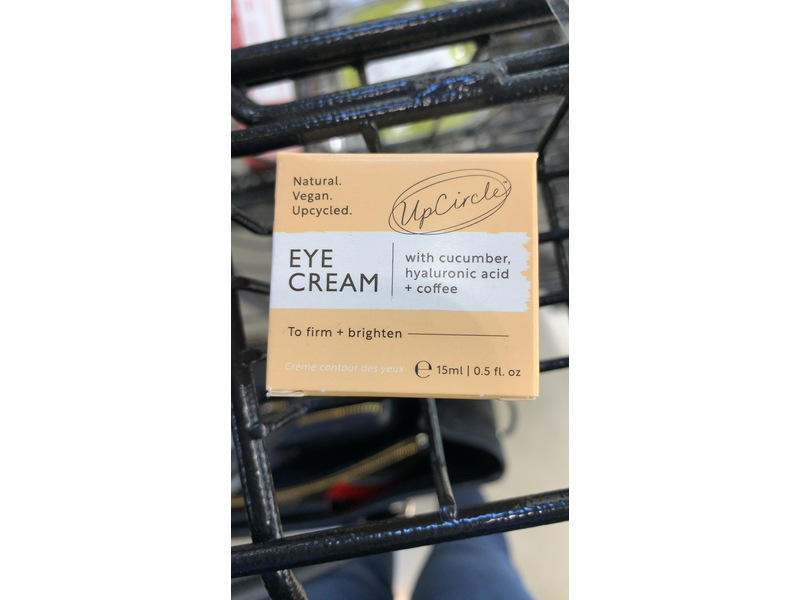 Natural.
Vegan.
Upcycled.
UpCircle
EYE
CREAM
with cucumber,
hyaluronic acid
+ coffee
To firm + brighten
Crème contour des yeux
℮ 15ml | 0.5 fl. oz